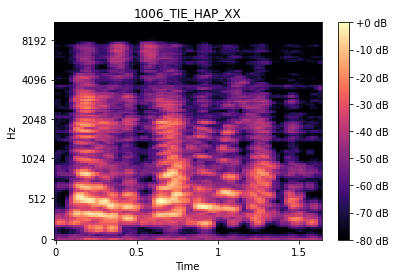 1006_TIE_HAP_XX
8192
4096
2048
1024
512
0
Hz
0
0.5
1
1.5
Time
+0 dB
-10 dB
-20 dB
-30 dB
-40 dB
-50 dB
-60 dB
-70 dB
-80 dB